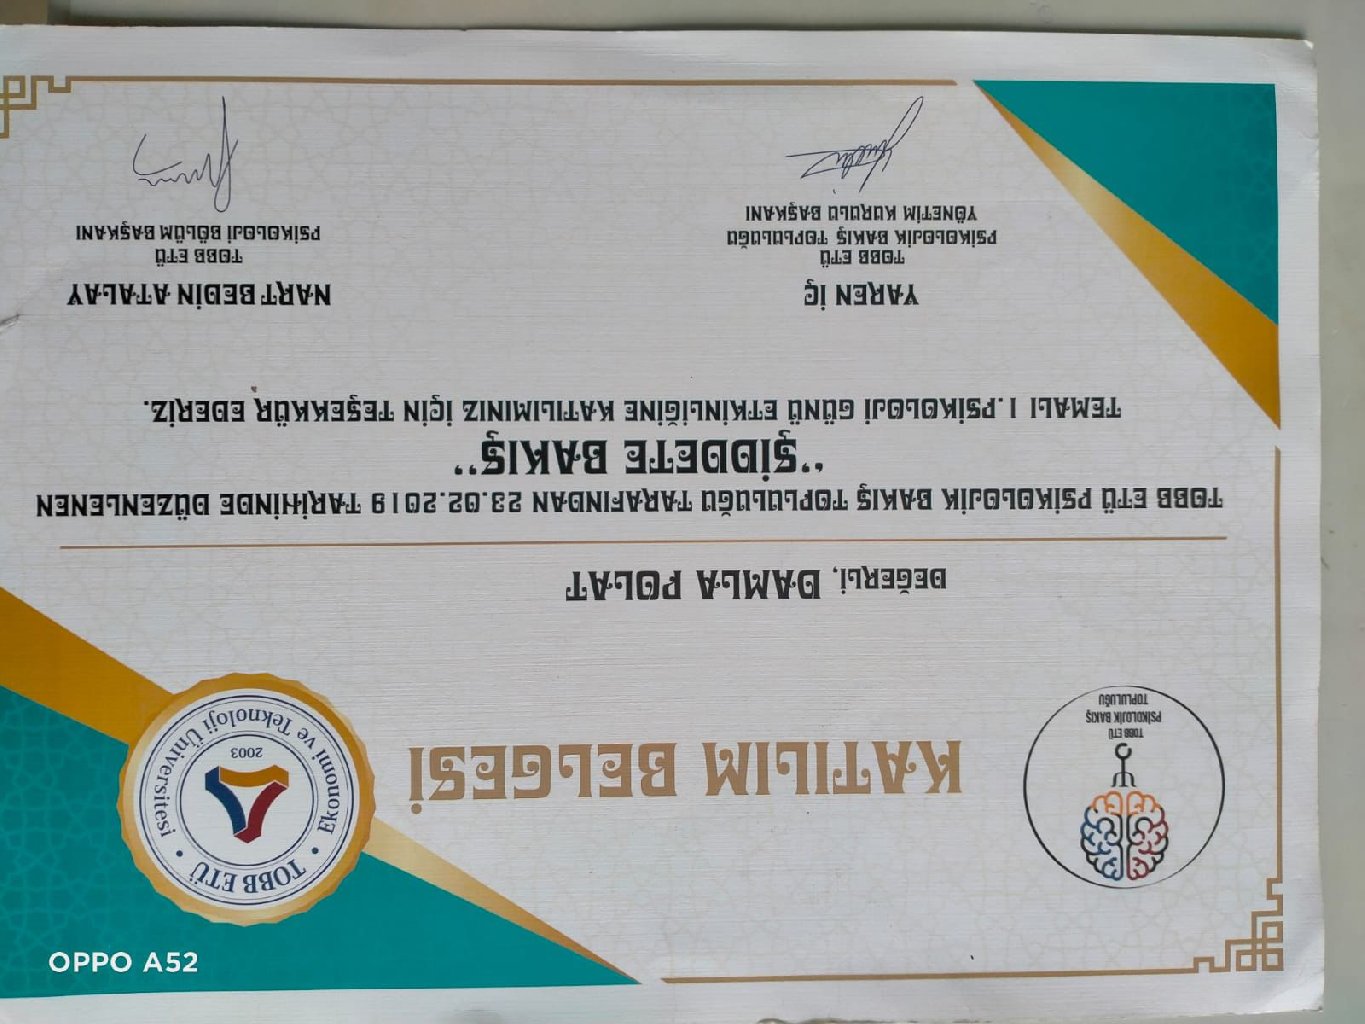 TOBB ETÜ
PSİKOLOJİK BAKIŞ
TOPLULUĞU
KATILIM BELGESİ
TOBB ETÜ
Ekonomi ve Teknoloji Üniversitesi
2003
DEĞERLİ, DAMLA POLAT
TOBB ETÜ PSİKOLOJİK BAKIŞ TOPLULUĞU TARAFINDAN 23.02.2019 TARİHİNDE DÜZENLENEN
"ŞİDDETE BAKIŞ"
TEMALI 1.PSİKOLOJİ GÜNÜ ETKİNLİĞİNE KATILIMINIZ İÇİN TEŞEKKÜR EDERİZ.
YAREN İÇ
TOBB ETÜ
PSİKOLOJİK BAKIŞ TOPLULUĞU
YÖNETİM KURULU BAŞKANI
NART BEDİN ATALAY
TOBB ETÜ
PSİKOLOJİ BÖLÜM BAŞKANI
OPPO A52